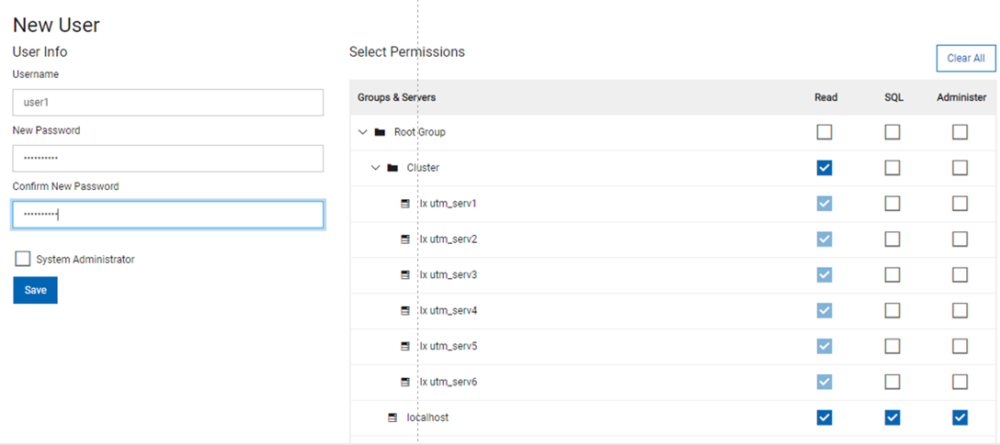 New User
User Info
Username
user1
New Password
Confirm New Password
System Administrator
Save
Select Permissions
Clear All
Groups & Servers Read SQL Administer
Root Group
Cluster
lx utm_serv1
lx utm_serv2
lx utm_serv3
lx utm_serv4
lx utm_serv5
lx utm_serv6
localhost